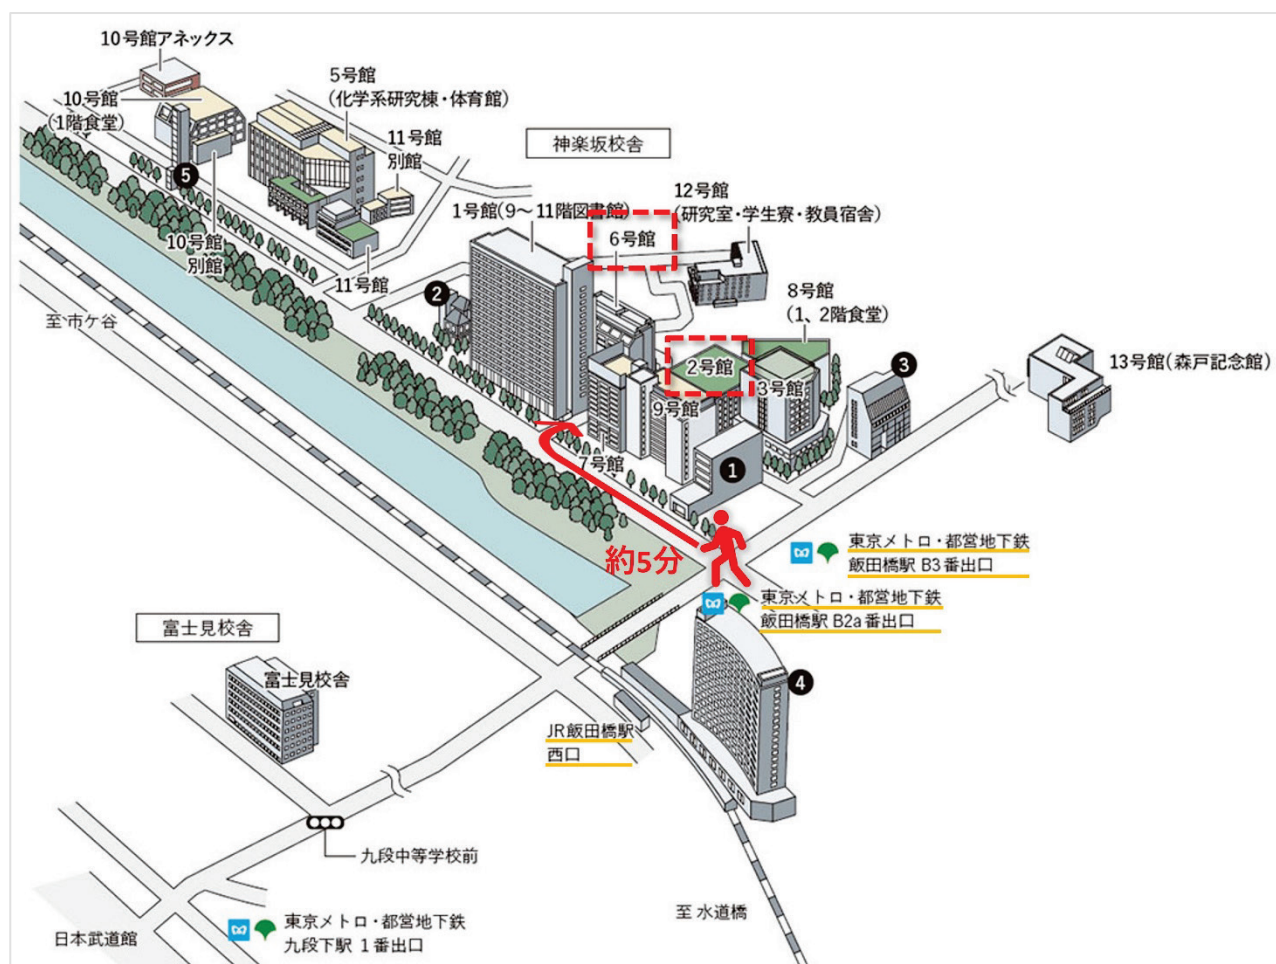 10号館アネックス
10号館
(1階食堂)
5号館
(化学系研究棟・体育館)
11号館
別館
神楽坂校舎
12号館
(研究室・学生寮・教員宿舎)
1号館(9～11階図書館)
6号館
5
10号館
別館
11号館
2
8号館
(1、2階食堂)
至 市ケ谷
2号館
3号館
3
13号館(森戸記念館)
9号館
7号館
1
約5分
東京メトロ・都営地下鉄
飯田橋駅 B3番出口
東京メトロ・都営地下鉄
飯田橋駅 B2a番出口
富士見校舎
富士見校舎
4
JR飯田橋駅
西口
九段中等学校前
至 水道橋
日本武道館
東京メトロ・都営地下鉄
九段下駅 1番出口